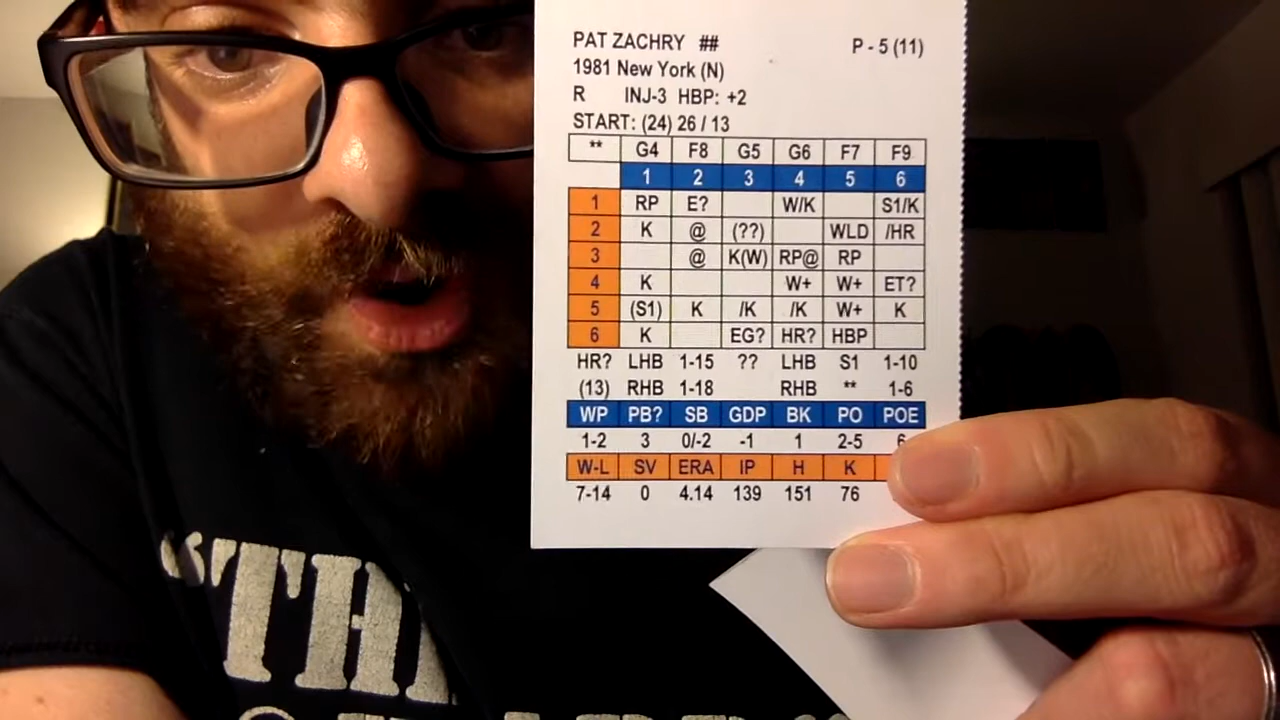 PAT ZACHRY ## P - 5 (11)
1981 New York (N)
R INJ-3 HBP: +2
START: (24) 26 / 13
** G4 F8 G5 G6 F7 F9
1 2 3 4 5 6
1 RP E? W/K S1/K
2 K @ (??) WLD /HR
3 @ K(W) RP@ RP
4 K W+ W+ ET?
5 (S1) K /K /K W+ K
6 K EG? HR? HBP
HR? LHB 1-15 ?? LHB S1 1-10
(13) RHB 1-18 RHB ** 1-6
WP PB? SB GDP BK PO POE
1-2 3 0/-2 -1 1 2-5 6
W-L SV ERA IP H K
7-14 0 4.14 139 151 76
"TH